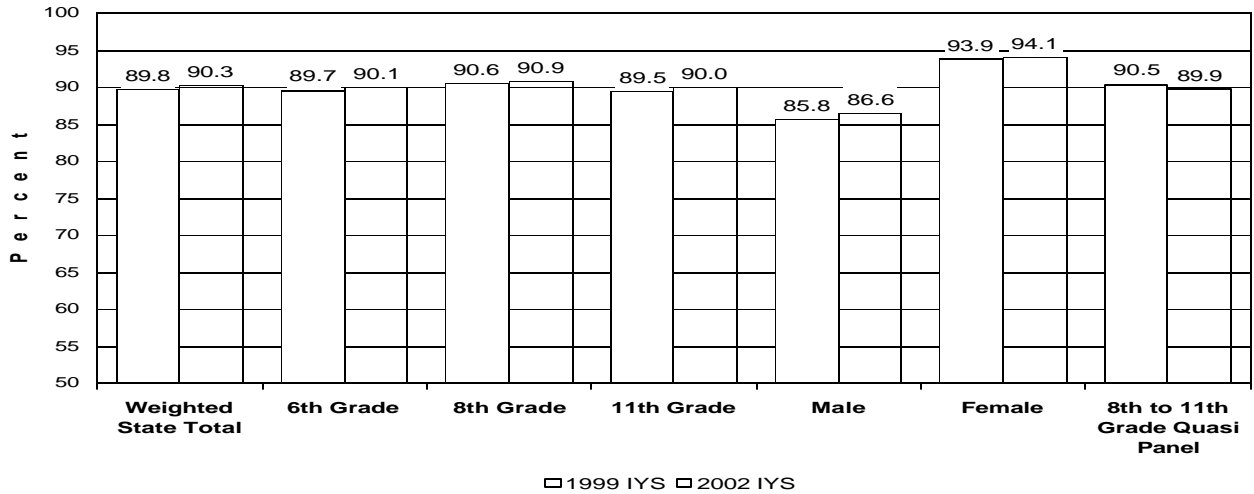 100
95
90
85
80
75
70
65
60
55
50
Percent
89.8 90.3 89.7 90.1 90.6 90.9 89.5 90.0 85.8 86.6 93.9 94.1 90.5 89.9
Weighted State Total
6th Grade
8th Grade
11th Grade
Male
Female
8th to 11th Grade Quasi Panel
1999 IYS 2002 IYS